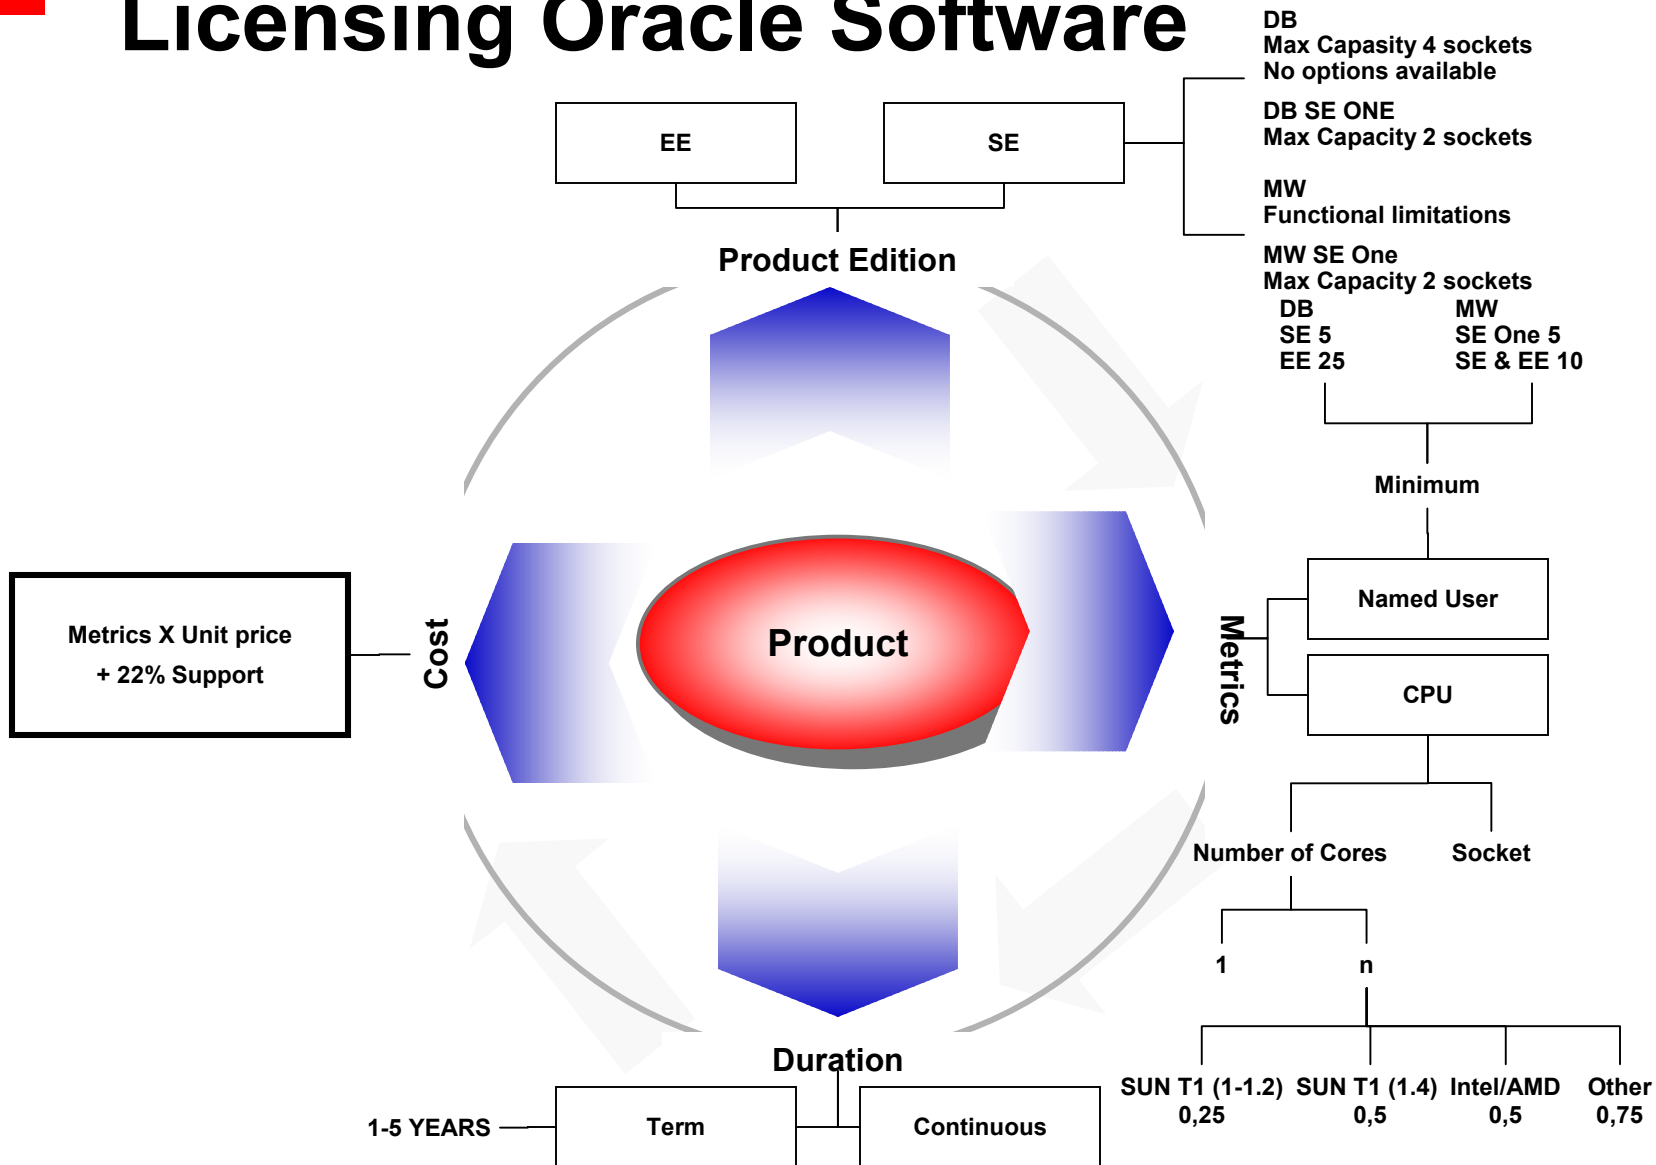 Licensing Oracle Software
DB
Max Capasity 4 sockets
No options available
DB SE ONE
Max Capacity 2 sockets
MW
Functional limitations
MW SE One
Max Capacity 2 sockets
EE
SE
Product Edition
DB
SE 5
EE 25
MW
SE One 5
SE & EE 10
Minimum
Named User
CPU
Metrics
Product
Cost
Metrics X Unit price
+ 22% Support
Number of Cores
Socket
1
n
SUN T1 (1-1.2)
0,25
SUN T1 (1.4)
0,5
Intel/AMD
0,5
Other
0,75
Duration
1-5 YEARS
Term
Continuous